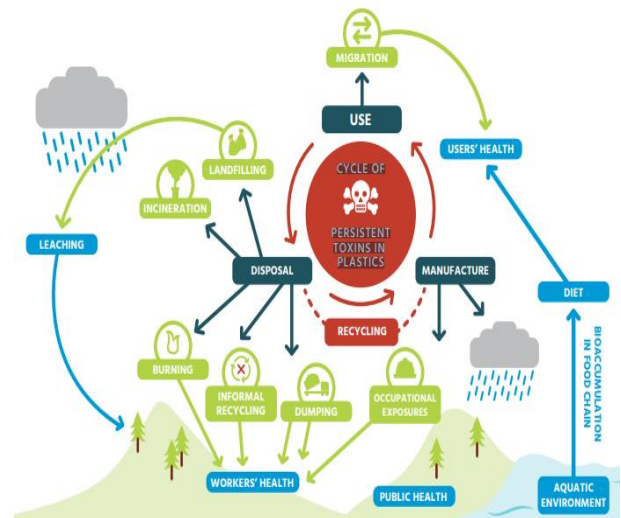 MIGRATION
USE
USERS' HEALTH
LANDFILLING
INCINERATION
CYCLE OF
PERSISTENT
TOXINS IN
PLASTICS
LEACHING
DISPOSAL
MANUFACTURE
DIET
RECYCLING
BIOACCUMULATION
IN FOOD CHAIN
BURNING
INFORMAL
RECYCLING
DUMPING
OCCUPATIONAL
EXPOSURES
WORKERS' HEALTH
PUBLIC HEALTH
AQUATIC
ENVIRONMENT